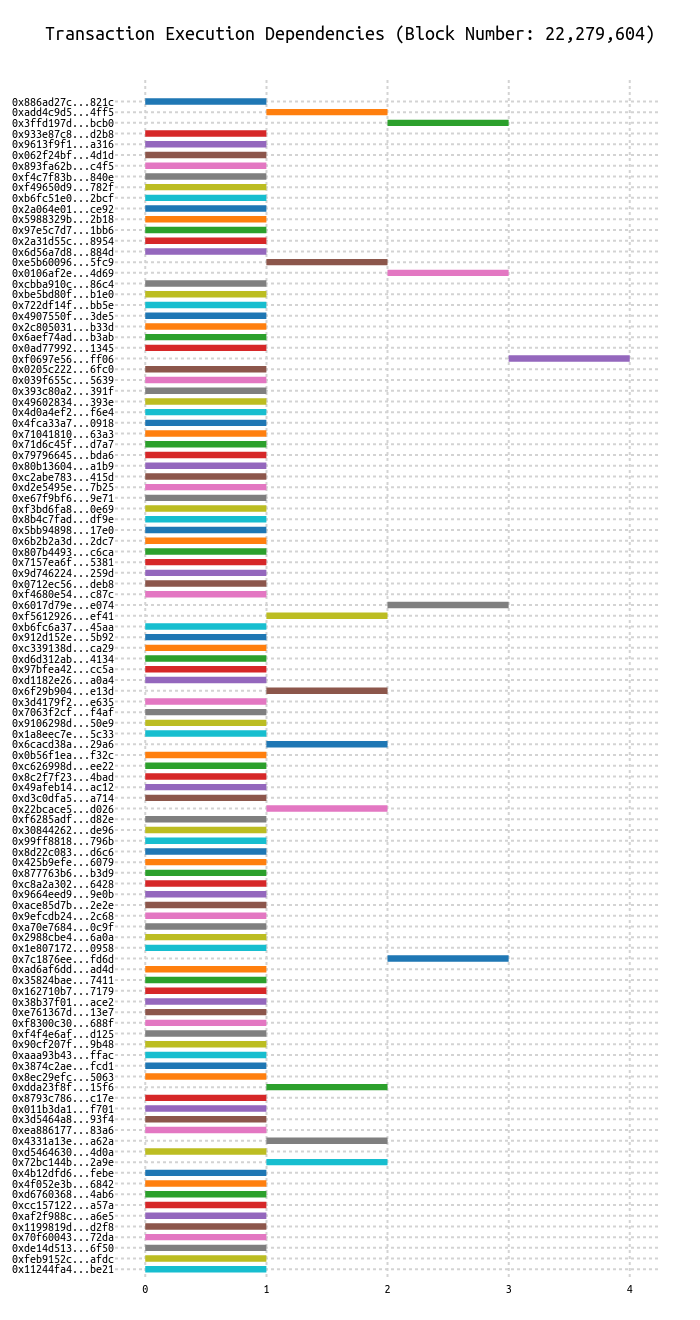 Transaction Execution Dependencies (Block Number: 22,279,604)
0x886ad27c...821c
0xadd4c9d5...4ff5
0x3ffd197d...bcb0
0x933e87c8...d2b8
0x9613f9f1...a316
0x062f24bf...4d1d
0x893fa62b...c4f5
0xf4c7f83b...840e
0xf49650d9...782f
0xb6fc51e0...2bcf
0x2a064e01...ce92
0x5988329b...2b18
0x97e5c7d7...1bb6
0x2a31d55c...8954
0x6d56a7d8...884d
0xe5b60096...5fc9
0x0106af2e...4d69
0xcbba910c...86c4
0xbe5bd80f...b1e0
0x722df14f...bb5e
0x4907550f...3de5
0x2c805031...b33d
0x6aef74ad...b3ab
0x0ad77992...1345
0xf0697e56...ff06
0x0205c222...6fc0
0x039f655c...5639
0x393c80a2...391f
0x49602834...393e
0x4d0a4ef2...f6e4
0x4fca33a7...0918
0x71041810...63a3
0x71d6c45f...d7a7
0x79796645...bda6
0x80b13604...a1b9
0xc2abe783...415d
0xd2e5495e...7b25
0xe67f9bf6...9e71
0xf3bd6fa8...0e69
0x8b4c7fad...df9e
0x5bb94898...17e0
0x6b2b2a3d...2dc7
0x807b4493...c6ca
0x7157ea6f...5381
0x9d746224...259d
0x0712ec56...deb8
0xf4680e54...c87c
0x6017d79e...e074
0xf5612926...ef41
0xb6fc6a37...45aa
0x912d152e...5b92
0xc339138d...ca29
0xd6d312ab...4134
0x97bfea42...cc5a
0xd1182e26...a0a4
0x6f29b904...e13d
0x3d4179f2...e635
0x7063f2cf...f4af
0x9106298d...50e9
0x1a8eec7e...5c33
0x6cacd38a...29a6
0x0b56f1ea...f32c
0xc626998d...ee22
0x8c2f7f23...4bad
0x49afeb14...ac12
0xd3c0dfa5...a714
0x22bcace5...d026
0xf6285adf...d82e
0x30844262...de96
0x99ff8818...796b
0x8d22c083...d6c6
0x425b9efe...6079
0x877763b6...b3d9
0xc8a2a302...6428
0x9664eed9...9e0b
0xace85d7b...2e2e
0x9efcdb24...2c68
0xa70e7684...0c9f
0x2988cbe4...6a0a
0x1e807172...0958
0x7c1876ee...fd6d
0xad6af6dd...ad4d
0x35824bae...7411
0x162710b7...7179
0x38b37f01...ace2
0xe761367d...13e7
0xf8300c30...688f
0xf4f4e6af...d125
0x90cf207f...9b48
0xaaa93b43...ffac
0x3874c2ae...fcd1
0x8ec29efc...5063
0xdda23f8f...15f6
0x8793c786...c17e
0x011b3da1...f701
0x3d5464a8...93f4
0xea886177...83a6
0x4331a13e...a62a
0xd5464630...4d0a
0x72bc144b...2a9e
0x4b12dfd6...febe
0x4f052e3b...6842
0xd6760368...4ab6
0xcc157122...a57a
0xaf2f988c...a6e5
0x1199819d...d2f8
0x70f60043...72da
0xde14d513...6f50
0xfeb9152c...afdc
0x11244fa4...be21
0 1 2 3 4